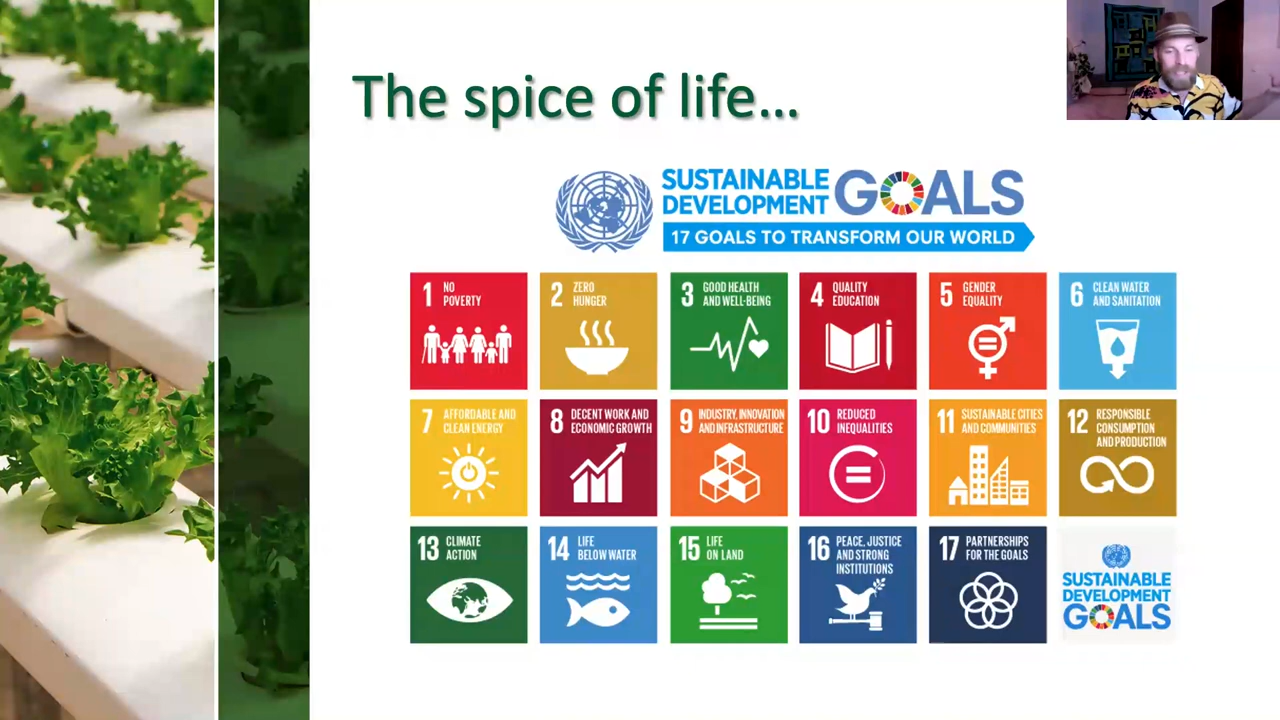 The spice of life...
SUSTAINABLE
DEVELOPMENT
GOALS
17 GOALS TO TRANSFORM OUR WORLD
1 NO
POVERTY
2 ZERO
HUNGER
3 GOOD HEALTH
AND WELL-BEING
4 QUALITY
EDUCATION
5 GENDER
EQUALITY
6 CLEAN WATER
AND SANITATION
7 AFFORDABLE AND
CLEAN ENERGY
8 DECENT WORK AND
ECONOMIC GROWTH
9 INDUSTRY, INNOVATION
AND INFRASTRUCTURE
10 REDUCED
INEQUALITIES
11 SUSTAINABLE CITIES
AND COMMUNITIES
12 RESPONSIBLE
CONSUMPTION
AND PRODUCTION
13 CLIMATE
ACTION
14 LIFE
BELOW WATER
15 LIFE
ON LAND
16 PEACE, JUSTICE
AND STRONG
INSTITUTIONS
17 PARTNERSHIPS
FOR THE GOALS
SUSTAINABLE
DEVELOPMENT
GOALS